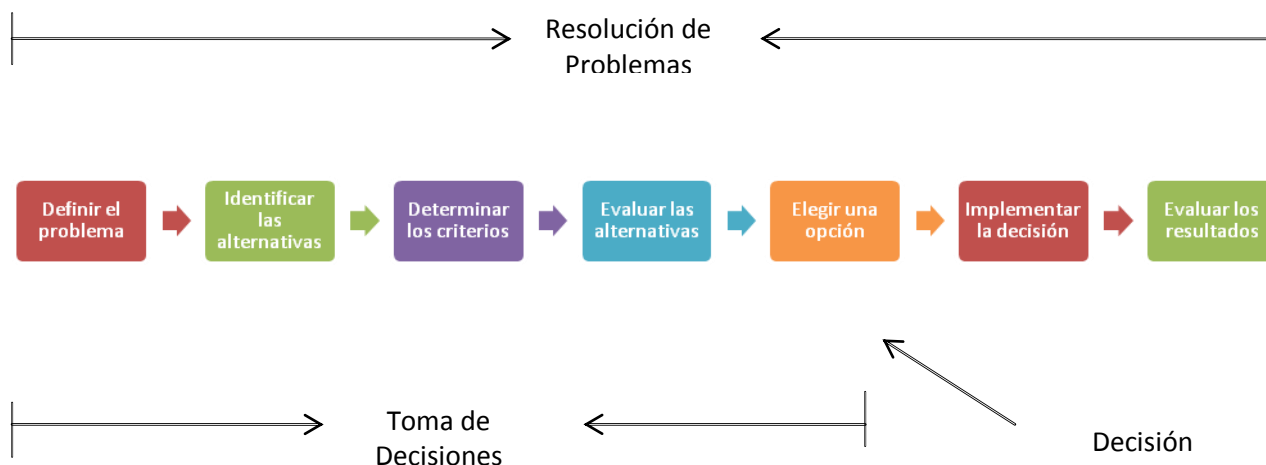 Resolución de
Problemas
Definir el
problema
Identificar
las
alternativas
Determinar
los criterios
Evaluar las
alternativas
Elegir una
opción
Implementar
la decisión
Evaluar los
resultados
Toma de
Decisiones
Decisión